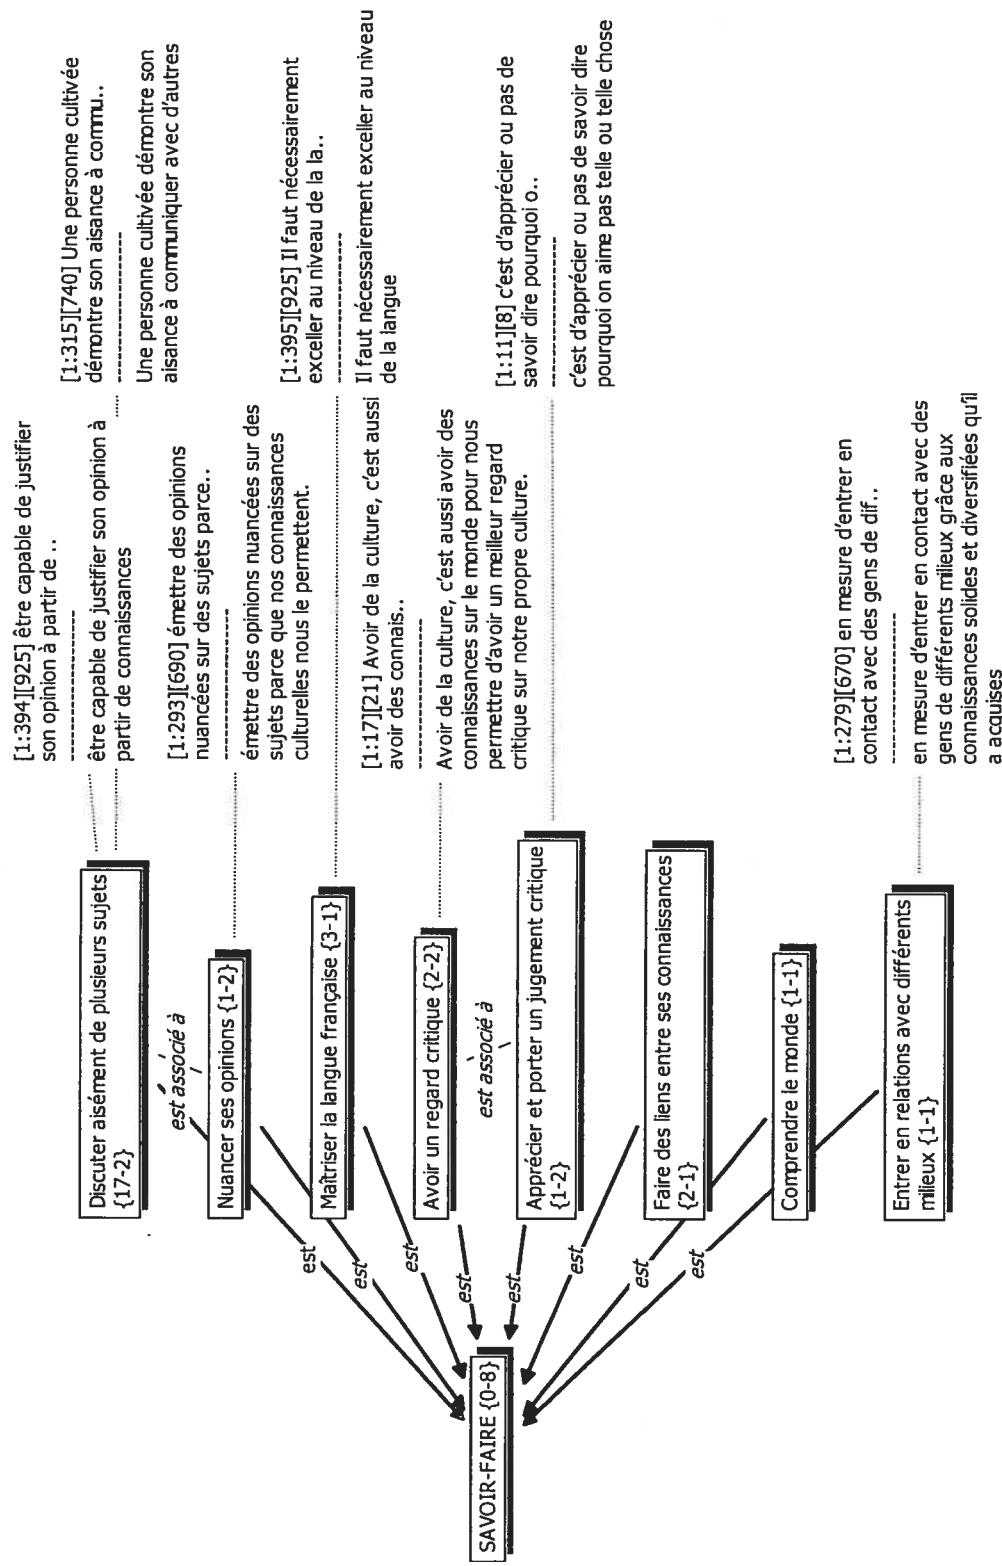 SAVOIR-FAIRE {0-8}
est
est
est
est
est
est
est
est
Discuter aisément de plusieurs sujets
{17-2}
est associé à
Nuancer ses opinions {1-2}
Maîtriser la langue française {3-1}
Avoir un regard critique {2-2}
est associé à
Apprécier et porter un jugement critique
{1-2}
Faire des liens entre ses connaissances
{2-1}
Comprendre le monde {1-1}
Entrer en relations avec différents
milieux {1-1}
[1:394][925] être capable de justifier
son opinion à partir de ..
--------------------
être capable de justifier son opinion à
partir de connaissances
[1:315][740] Une personne cultivée
démontre son aisance à commu..
--------------------
Une personne cultivée démontre son
aisance à communiquer avec d'autres
[1:293][690] émettre des opinions
nuancées sur des sujets parce..
--------------------
émettre des opinions nuancées sur des
sujets parce que nos connaissances
culturelles nous le permettent.
[1:395][925] Il faut nécessairement
exceller au niveau de la la..
--------------------
Il faut nécessairement exceller au niveau
de la langue
[1:17][21] Avoir de la culture, c'est aussi
avoir des connais..
--------------------
Avoir de la culture, c'est aussi avoir des
connaissances sur le monde pour nous
permettre d'avoir un meilleur regard
critique sur notre propre culture.
[1:11][8] c'est d'apprécier ou pas de
savoir dire pourquoi o..
--------------------
c'est d'apprécier ou pas de savoir dire
pourquoi on aime pas telle ou telle chose
[1:279][670] en mesure d'entrer en
contact avec des gens de dif..
--------------------
en mesure d'entrer en contact avec des
gens de différents milieux grâce aux
connaissances solides et diversifiées qu'il
a acquises